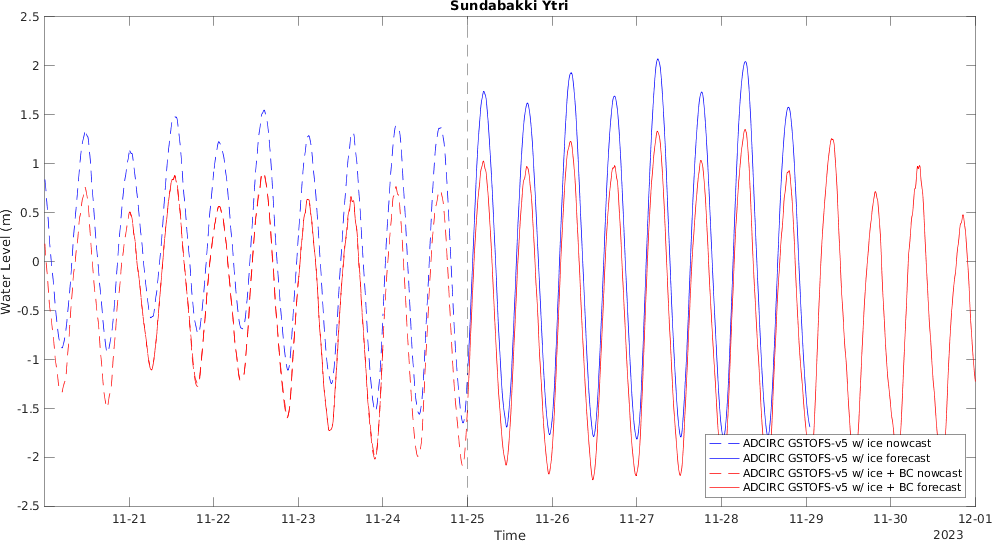 Sundabakki Ytri
2.5
2
1.5
1
0.5
0
-0.5
-1
-1.5
-2
-2.5
Water Level (m)
ADCIRC GSTOFS-v5 w/ ice nowcast
ADCIRC GSTOFS-v5 w/ ice forecast
ADCIRC GSTOFS-v5 w/ ice + BC nowcast
ADCIRC GSTOFS-v5 w/ ice + BC forecast
11-21 11-22 11-23 11-24 11-25 11-26 11-27 11-28 11-29 11-30 12-01
Time
2023